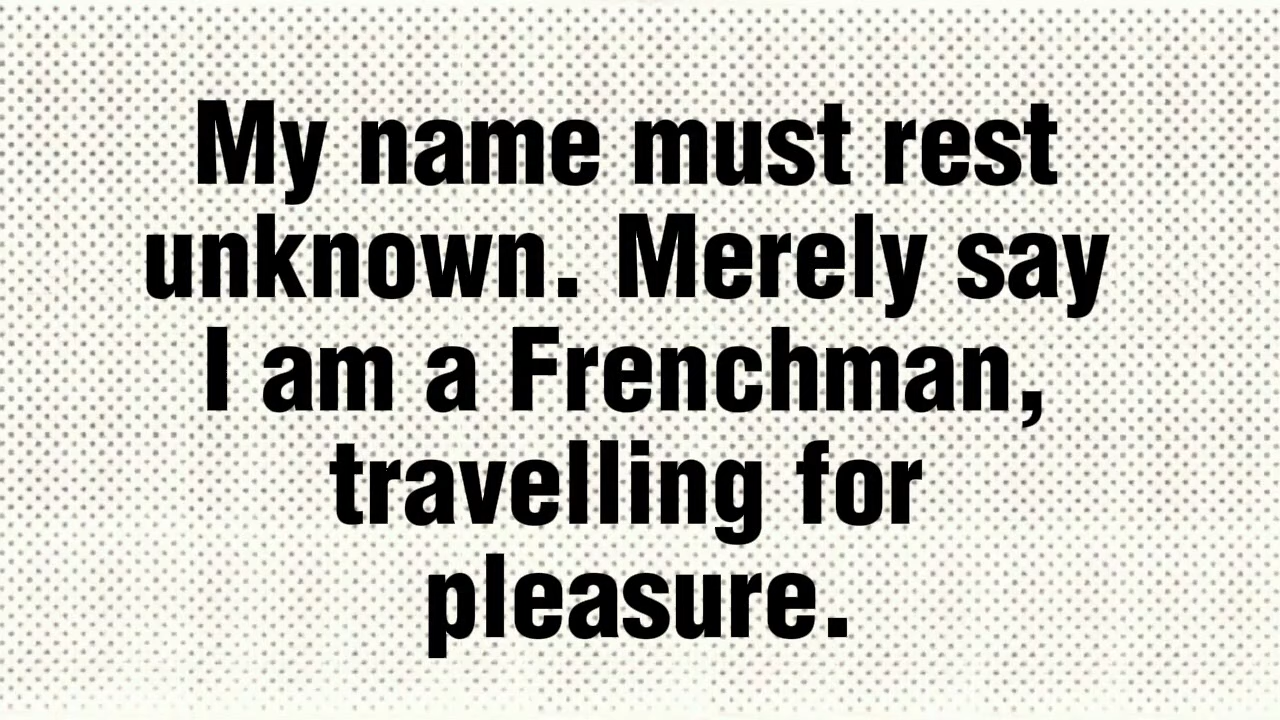 My name must rest
unknown. Merely say
I am a Frenchman,
travelling for
pleasure.